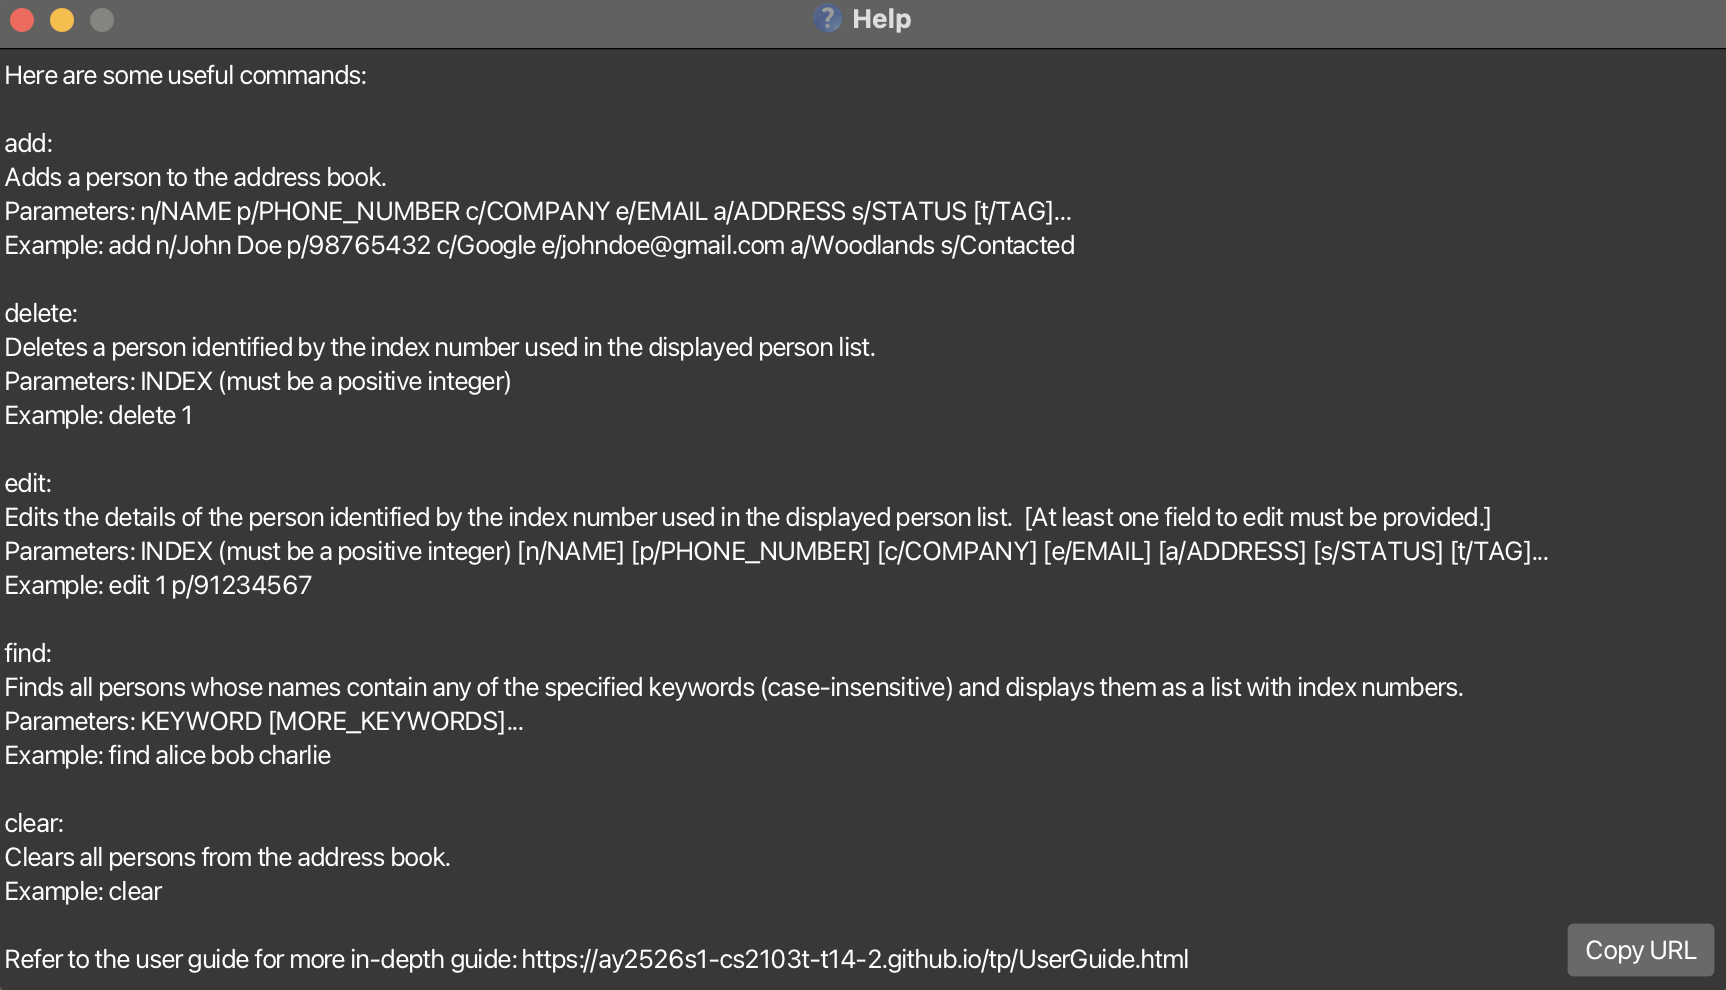 Help
Here are some useful commands:
add:
Adds a person to the address book.
Parameters: n/NAME p/PHONE_NUMBER c/COMPANY e/EMAIL a/ADDRESS s/STATUS [t/TAG]...
Example: add n/John Doe p/98765432 c/Google e/johndoe@gmail.com a/Woodlands s/Contacted
delete:
Deletes a person identified by the index number used in the displayed person list.
Parameters: INDEX (must be a positive integer)
Example: delete 1
edit:
Edits the details of the person identified by the index number used in the displayed person list.  [At least one field to edit must be provided.]
Parameters: INDEX (must be a positive integer) [n/NAME] [p/PHONE_NUMBER] [c/COMPANY] [e/EMAIL] [a/ADDRESS] [s/STATUS] [t/TAG]...
Example: edit 1 p/91234567
find:
Finds all persons whose names contain any of the specified keywords (case-insensitive) and displays them as a list with index numbers.
Parameters: KEYWORD [MORE_KEYWORDS]...
Example: find alice bob charlie
clear:
Clears all persons from the address book.
Example: clear
Refer to the user guide for more in-depth guide: https://ay2526s1-cs2103t-t14-2.github.io/tp/UserGuide.html
Copy URL